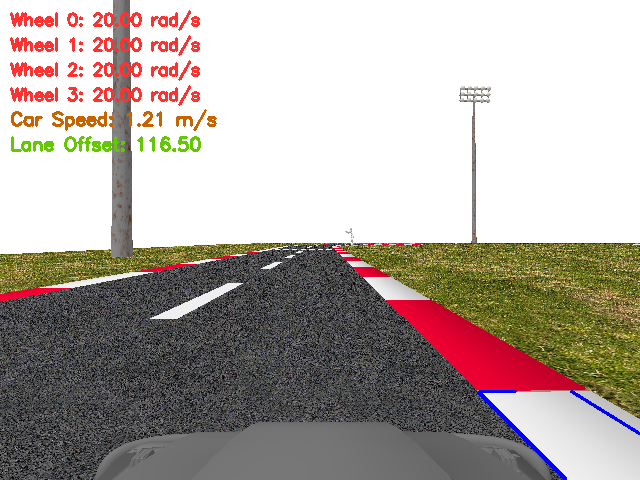 Wheel 0: 20.00 rad/s
Wheel 1: 20.00 rad/s
Wheel 2: 20.00 rad/s
Wheel 3: 20.00 rad/s
Car Speed: 1.21 m/s
Lane Offset: 116.50